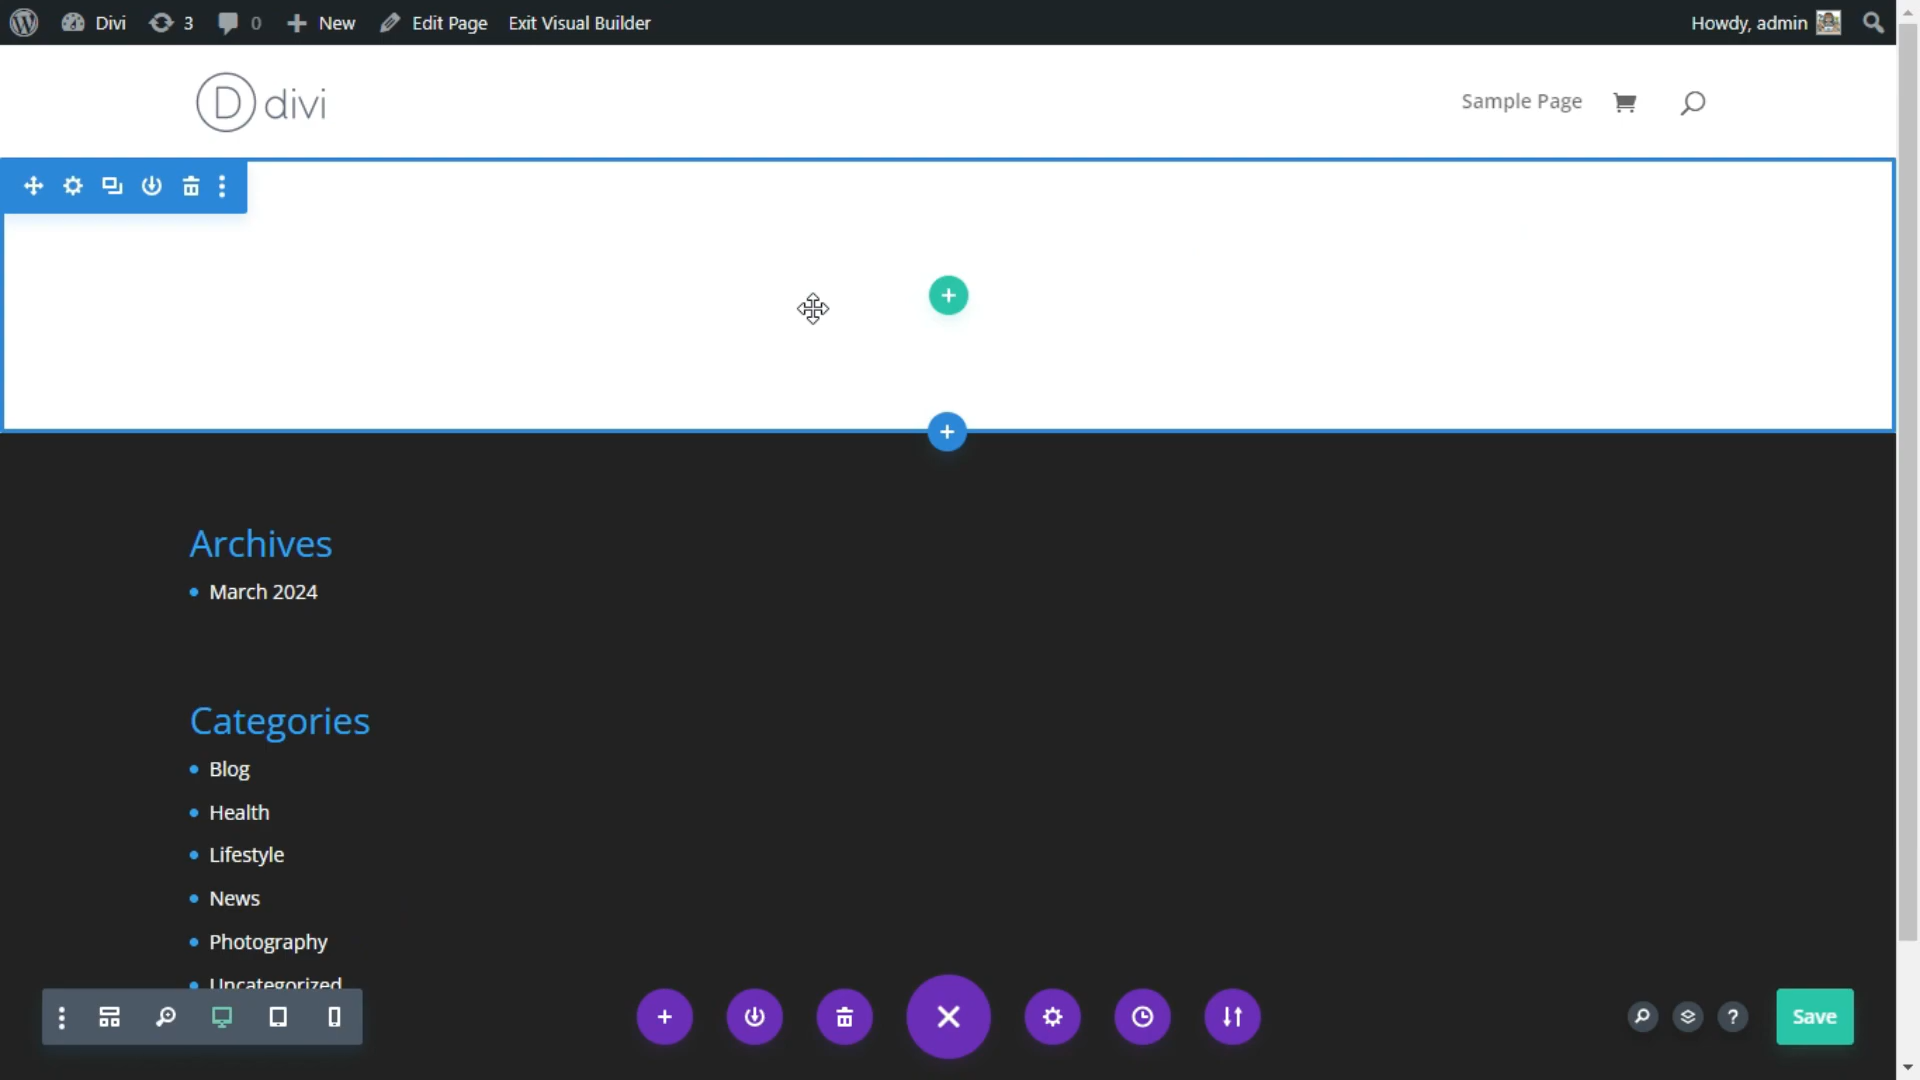 Divi 3 0 New Edit Page Exit Visual Builder Howdy, admin
D divi Sample Page
Archives
March 2024
Categories
Blog
Health
Lifestyle
News
Photography
Uncategorized
? Save